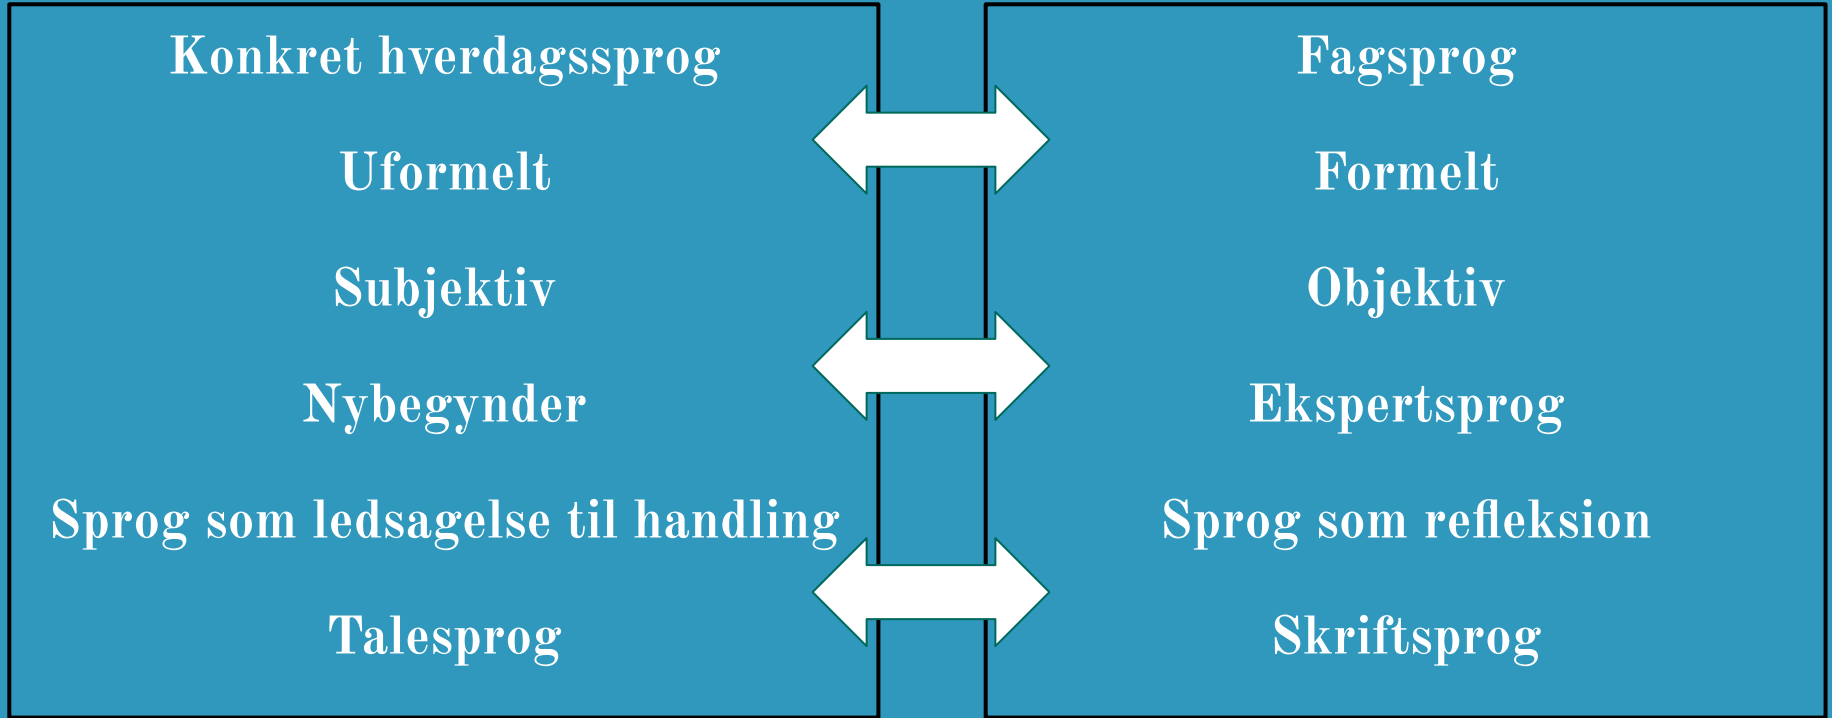 Konkret hverdagssprog
Uformelt
Subjektiv
Nybegynder
Sprog som ledsagelse til handling
Talesprog
Fagsprog
Formelt
Objektiv
Ekspertsprog
Sprog som refleksion
Skriftsprog